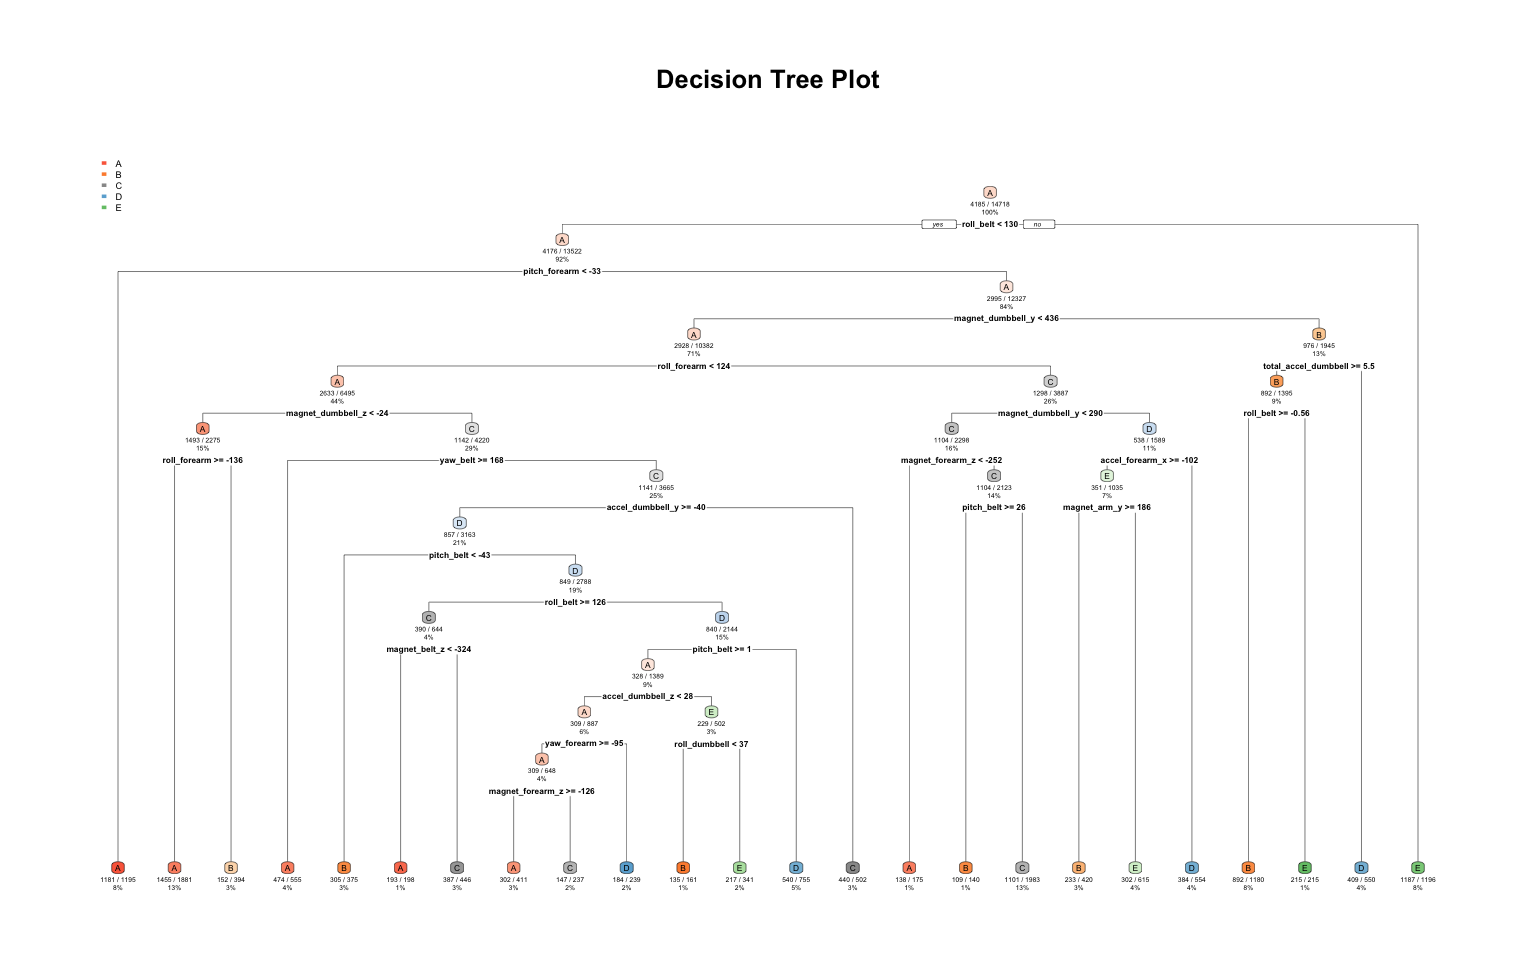 Decision Tree Plot
A
B
C
D
E
A
4185 / 14718
100%
yes roll_belt < 130 no
A
4176 / 13522
92%
pitch_forearm < -33
A
2995 / 12327
84%
magnet_dumbbell_y < 436
A
2928 / 10382
71%
B
976 / 1945
13%
roll_forearm < 124
total_accel_dumbbell >= 5.5
A
2633 / 6495
44%
C
1298 / 3887
26%
B
892 / 1395
9%
magnet_dumbbell_z < -24
magnet_dumbbell_y < 290
roll_belt >= -0.56
A
1493 / 2275
15%
C
1142 / 4220
29%
C
1104 / 2298
16%
D
538 / 1589
11%
roll_forearm >= -136
yaw_belt >= 168
magnet_forearm_z < -252
accel_forearm_x >= -102
C
1141 / 3665
25%
C
1104 / 2123
14%
E
351 / 1035
7%
accel_dumbbell_y >= -40
pitch_belt >= 26
magnet_arm_y >= 186
D
857 / 3163
21%
pitch_belt < -43
D
849 / 2788
19%
roll_belt >= 126
C
390 / 644
4%
D
840 / 2144
15%
magnet_belt_z < -324
pitch_belt >= 1
A
328 / 1389
9%
accel_dumbbell_z < 28
A
309 / 887
6%
E
229 / 502
3%
yaw_forearm >= -95
roll_dumbbell < 37
A
309 / 648
4%
magnet_forearm_z >= -126
A A B A B A C A C D B E D C A B C B E D B E D E
1181 / 1195 1455 / 1881 152 / 394 474 / 555 305 / 375 193 / 198 387 / 446 302 / 411 147 / 237 184 / 239 135 / 161 217 / 341 540 / 755 440 / 502 138 / 175 109 / 140 1101 / 1983 233 / 420 302 / 615 384 / 554 892 / 1180 215 / 215 409 / 550 1187 / 1196
8% 13% 3% 4% 3% 1% 3% 3% 2% 2% 1% 2% 5% 3% 1% 1% 13% 3% 4% 4% 8% 1% 4% 8%